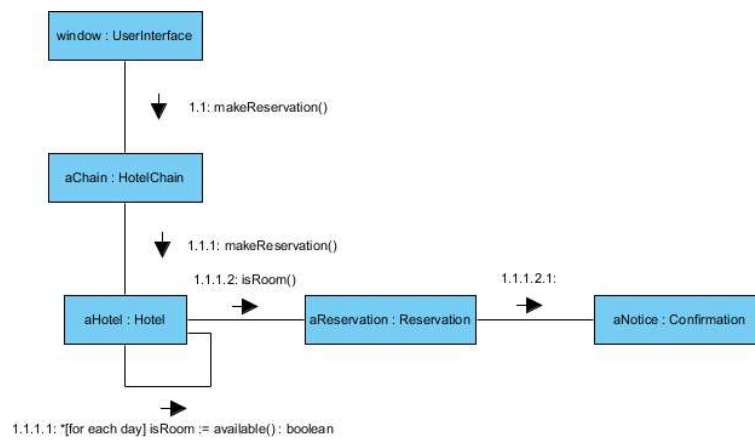 window : UserInterface
1.1: makeReservation()
aChain : HotelChain
1.1.1: makeReservation()
1.1.1.2: isRoom()
1.1.1.2.1:
aHotel : Hotel
aReservation : Reservation
aNotice : Confirmation
1.1.1.1: *[for each day] isRoom := available() : boolean